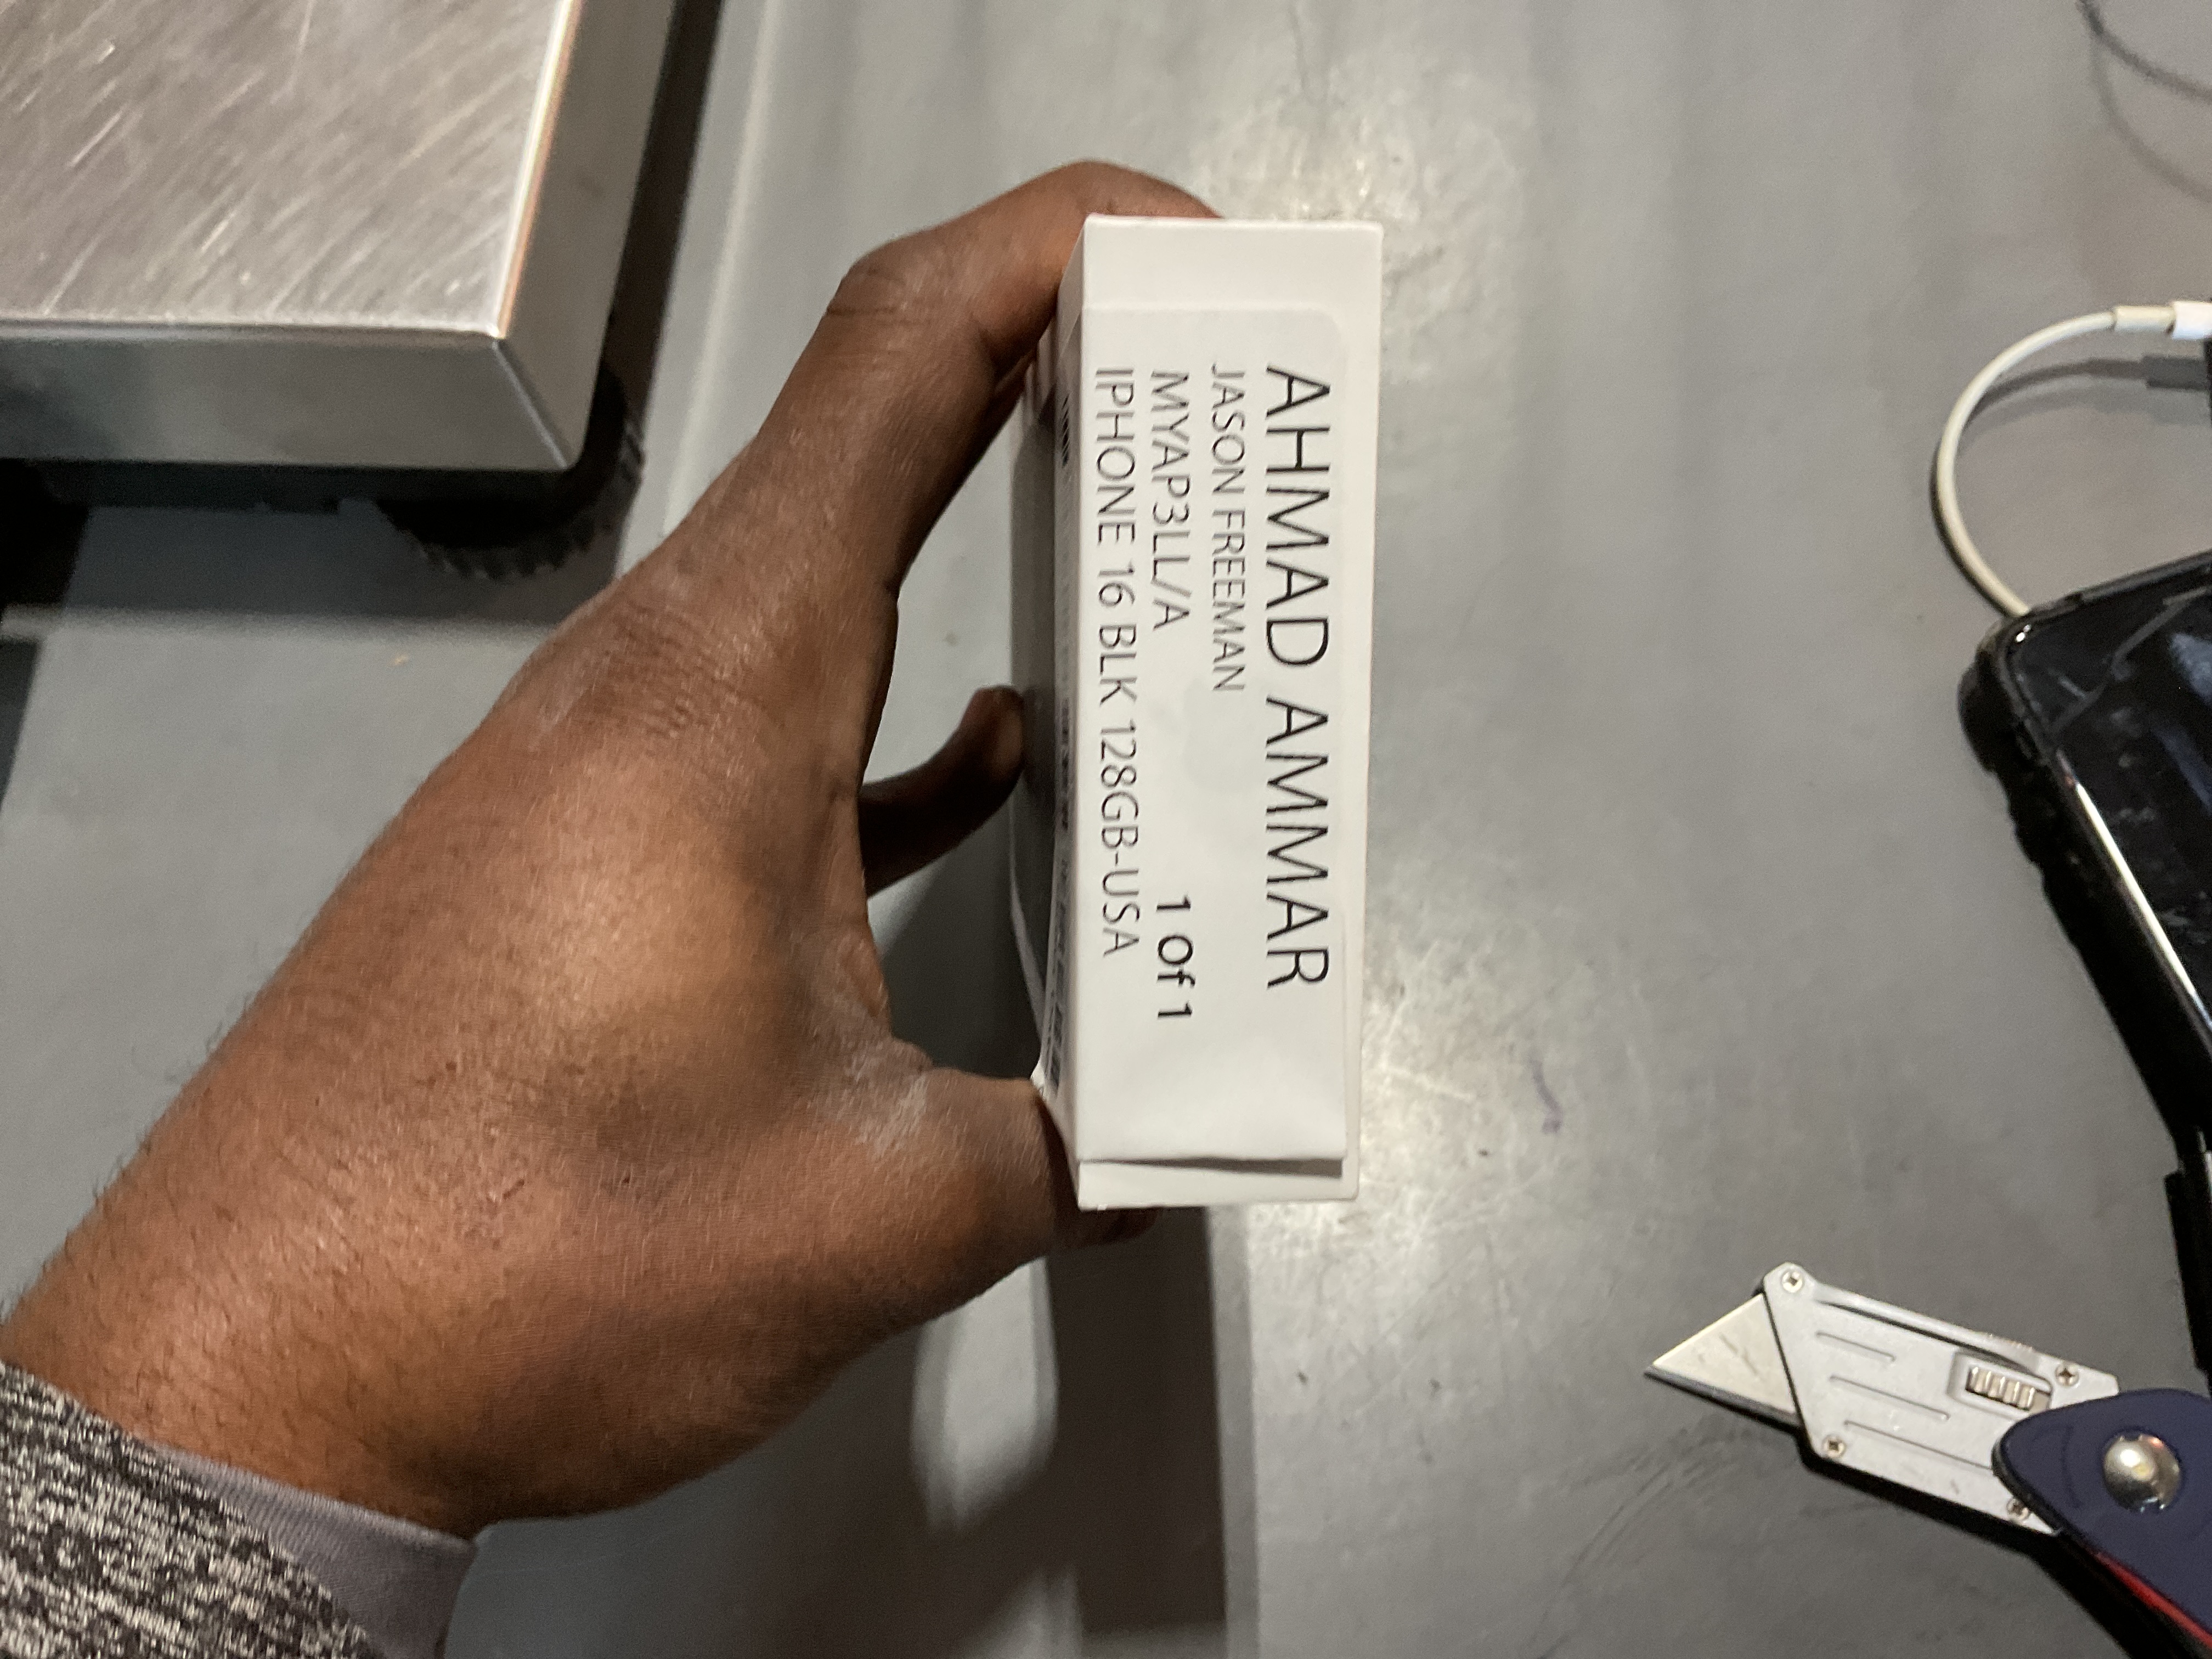 AHMAD AMMAR
JASON FREEMAN
MYAP3LL/A 1 Of 1
IPHONE 16 BLK 128GB-USA